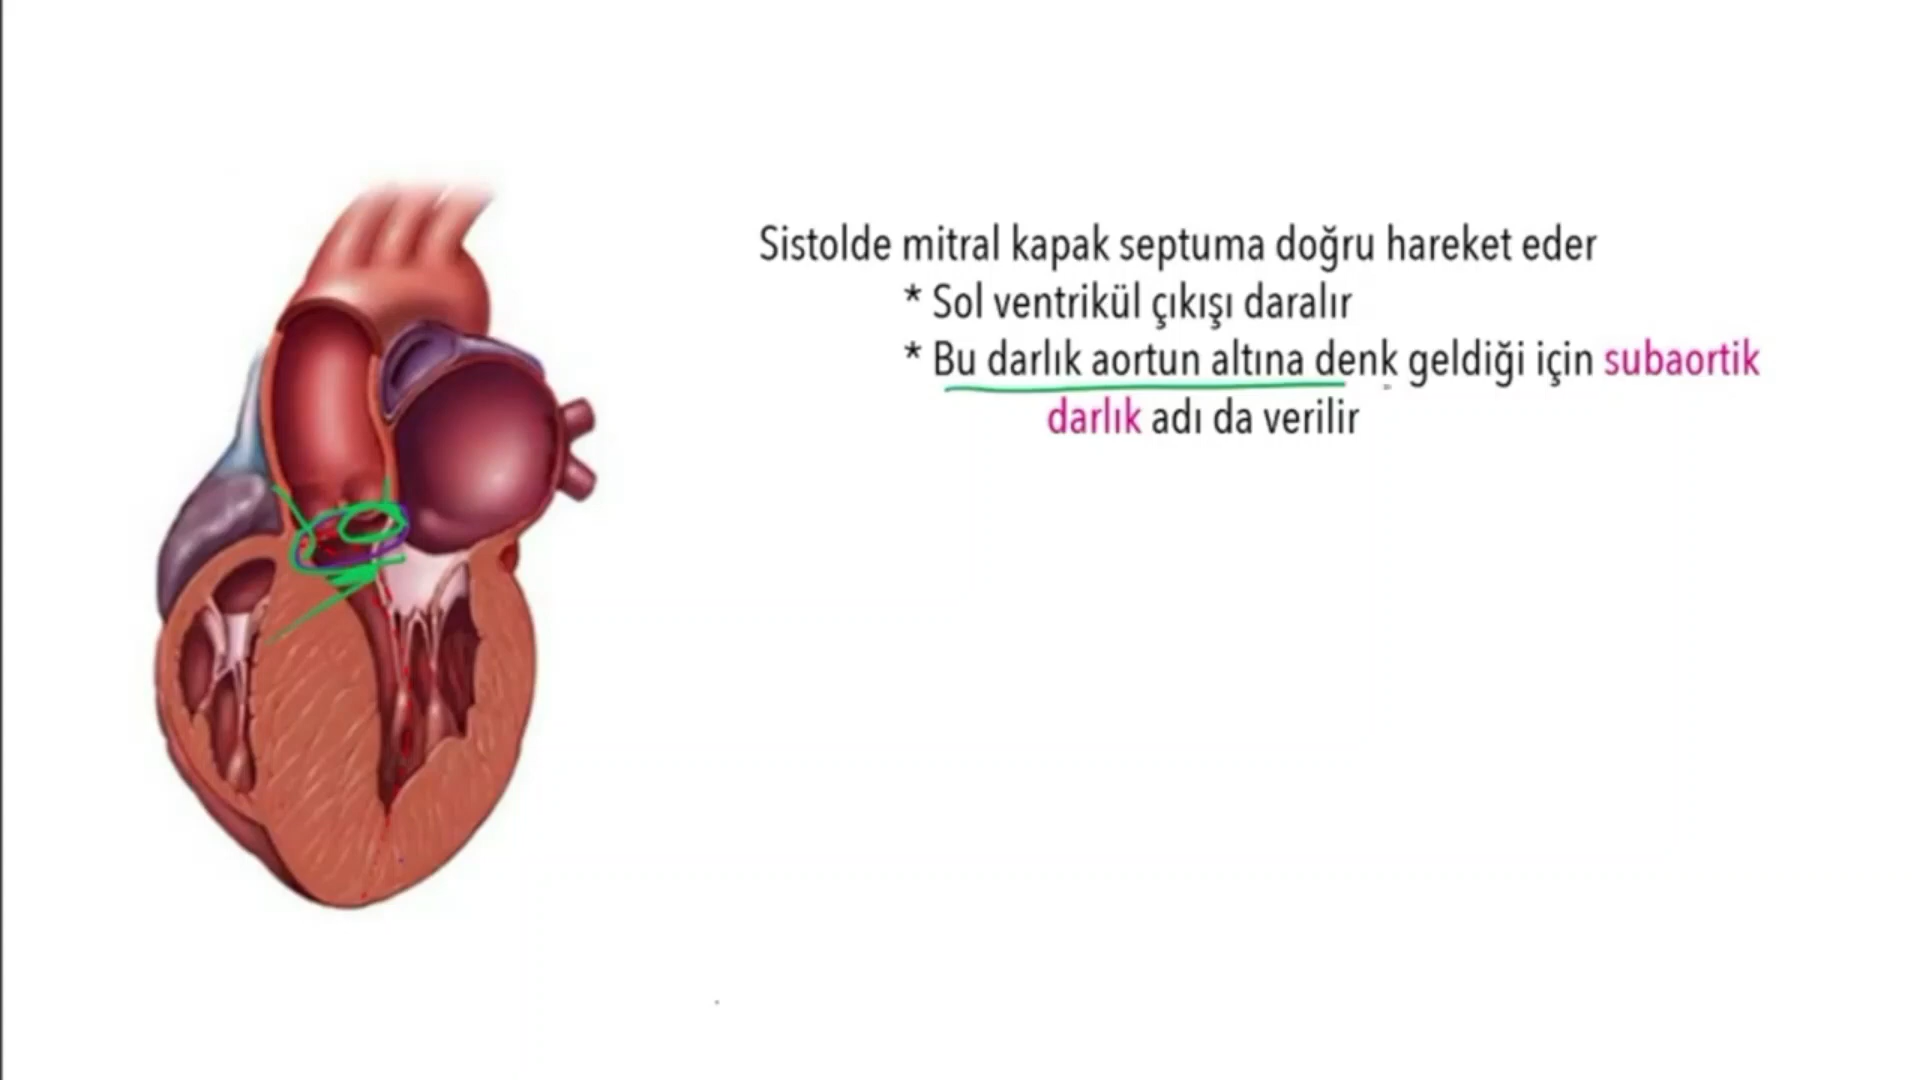 Sistolde mitral kapak septuma doğru hareket eder
* Sol ventrikül çıkışı daralır
* Bu darlık aortun altına denk geldiği için subaortik
darlık adı da verilir